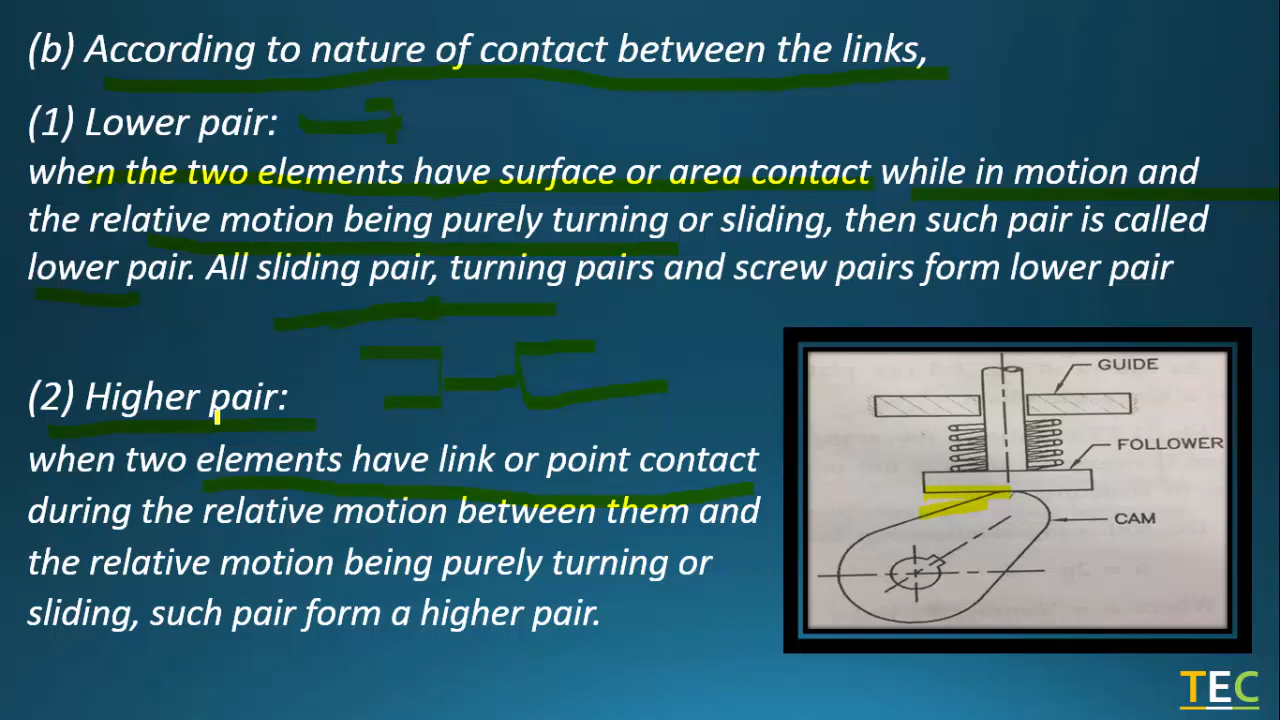 (b) According to nature of contact between the links,
(1) Lower pair:
when the two elements have surface or area contact while in motion and
the relative motion being purely turning or sliding, then such pair is called
lower pair. All sliding pair, turning pairs and screw pairs form lower pair
(2) Higher pair:
when two elements have link or point contact
during the relative motion between them and
the relative motion being purely turning or
sliding, such pair form a higher pair.
GUIDE
FOLLOWER
CAM
TEC